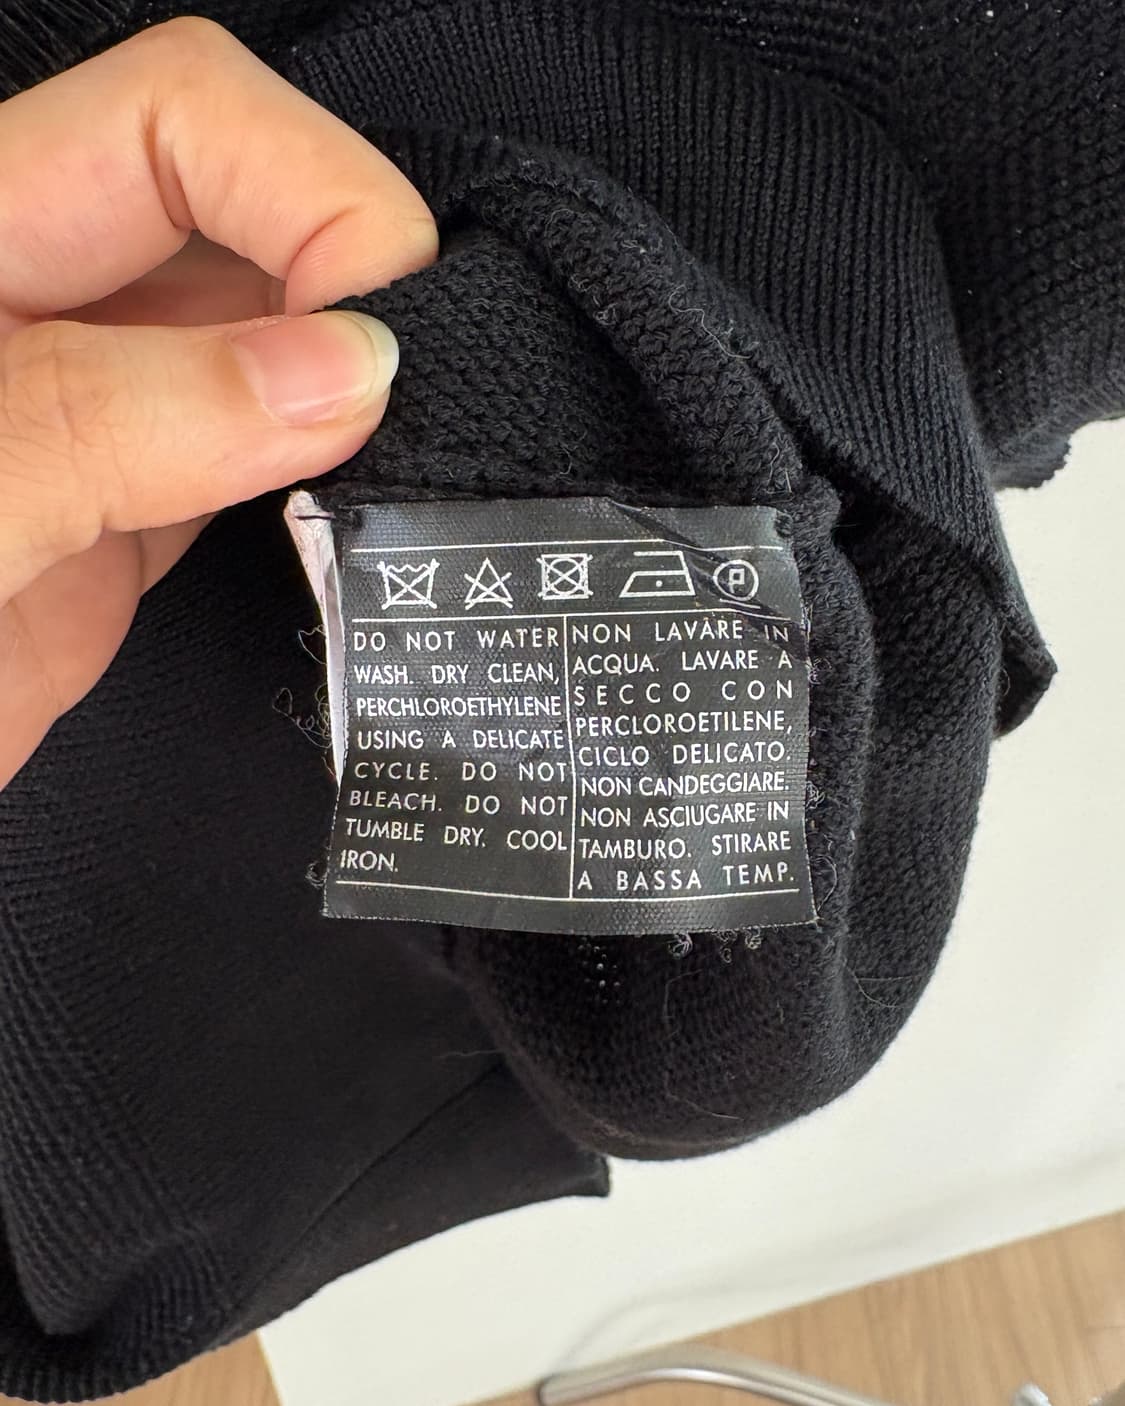 P
DO NOT WATER
WASH. DRY CLEAN,
PERCHLOROETHYLENE
USING A DELICATE
CYCLE. DO NOT
BLEACH. DO NOT
TUMBLE DRY. COOL
IRON.
NON LAVARE IN
ACQUA. LAVARE A
SECCO CON
PERCLOROETILENE,
CICLO DELICATO.
NON CANDEGGIARE.
NON ASCIUGARE IN
TAMBURO. STIRARE
A BASSA TEMP.